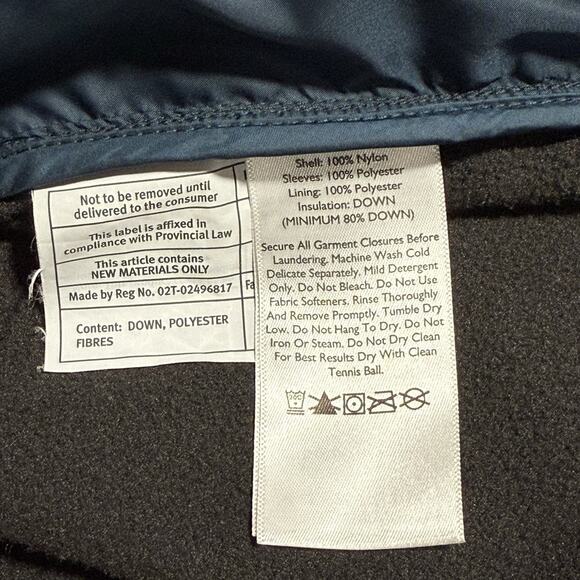 Not to be removed until
delivered to the consumer
This label is affixed in
compliance with Provincial Law
This article contains
NEW MATERIALS ONLY
Made by Reg No. 02T-02496817
Fa
Content: DOWN, POLYESTER
FIBRES
Shell: 100% Nylon
Sleeves: 100% Polyester
Lining: 100% Polyester
Insulation: DOWN
(MINIMUM 80% DOWN)
Secure All Garment Closures Before
Laundering. Machine Wash Cold
Delicate Separately. Mild Detergent
Only. Do Not Bleach. Do Not Use
Fabric Softeners. Rinse Thoroughly
And Remove Promptly. Tumble Dry
Low. Do Not Hang To Dry. Do Not
Iron Or Steam. Do Not Dry Clean
For Best Results Dry With Clean
Tennis Ball.